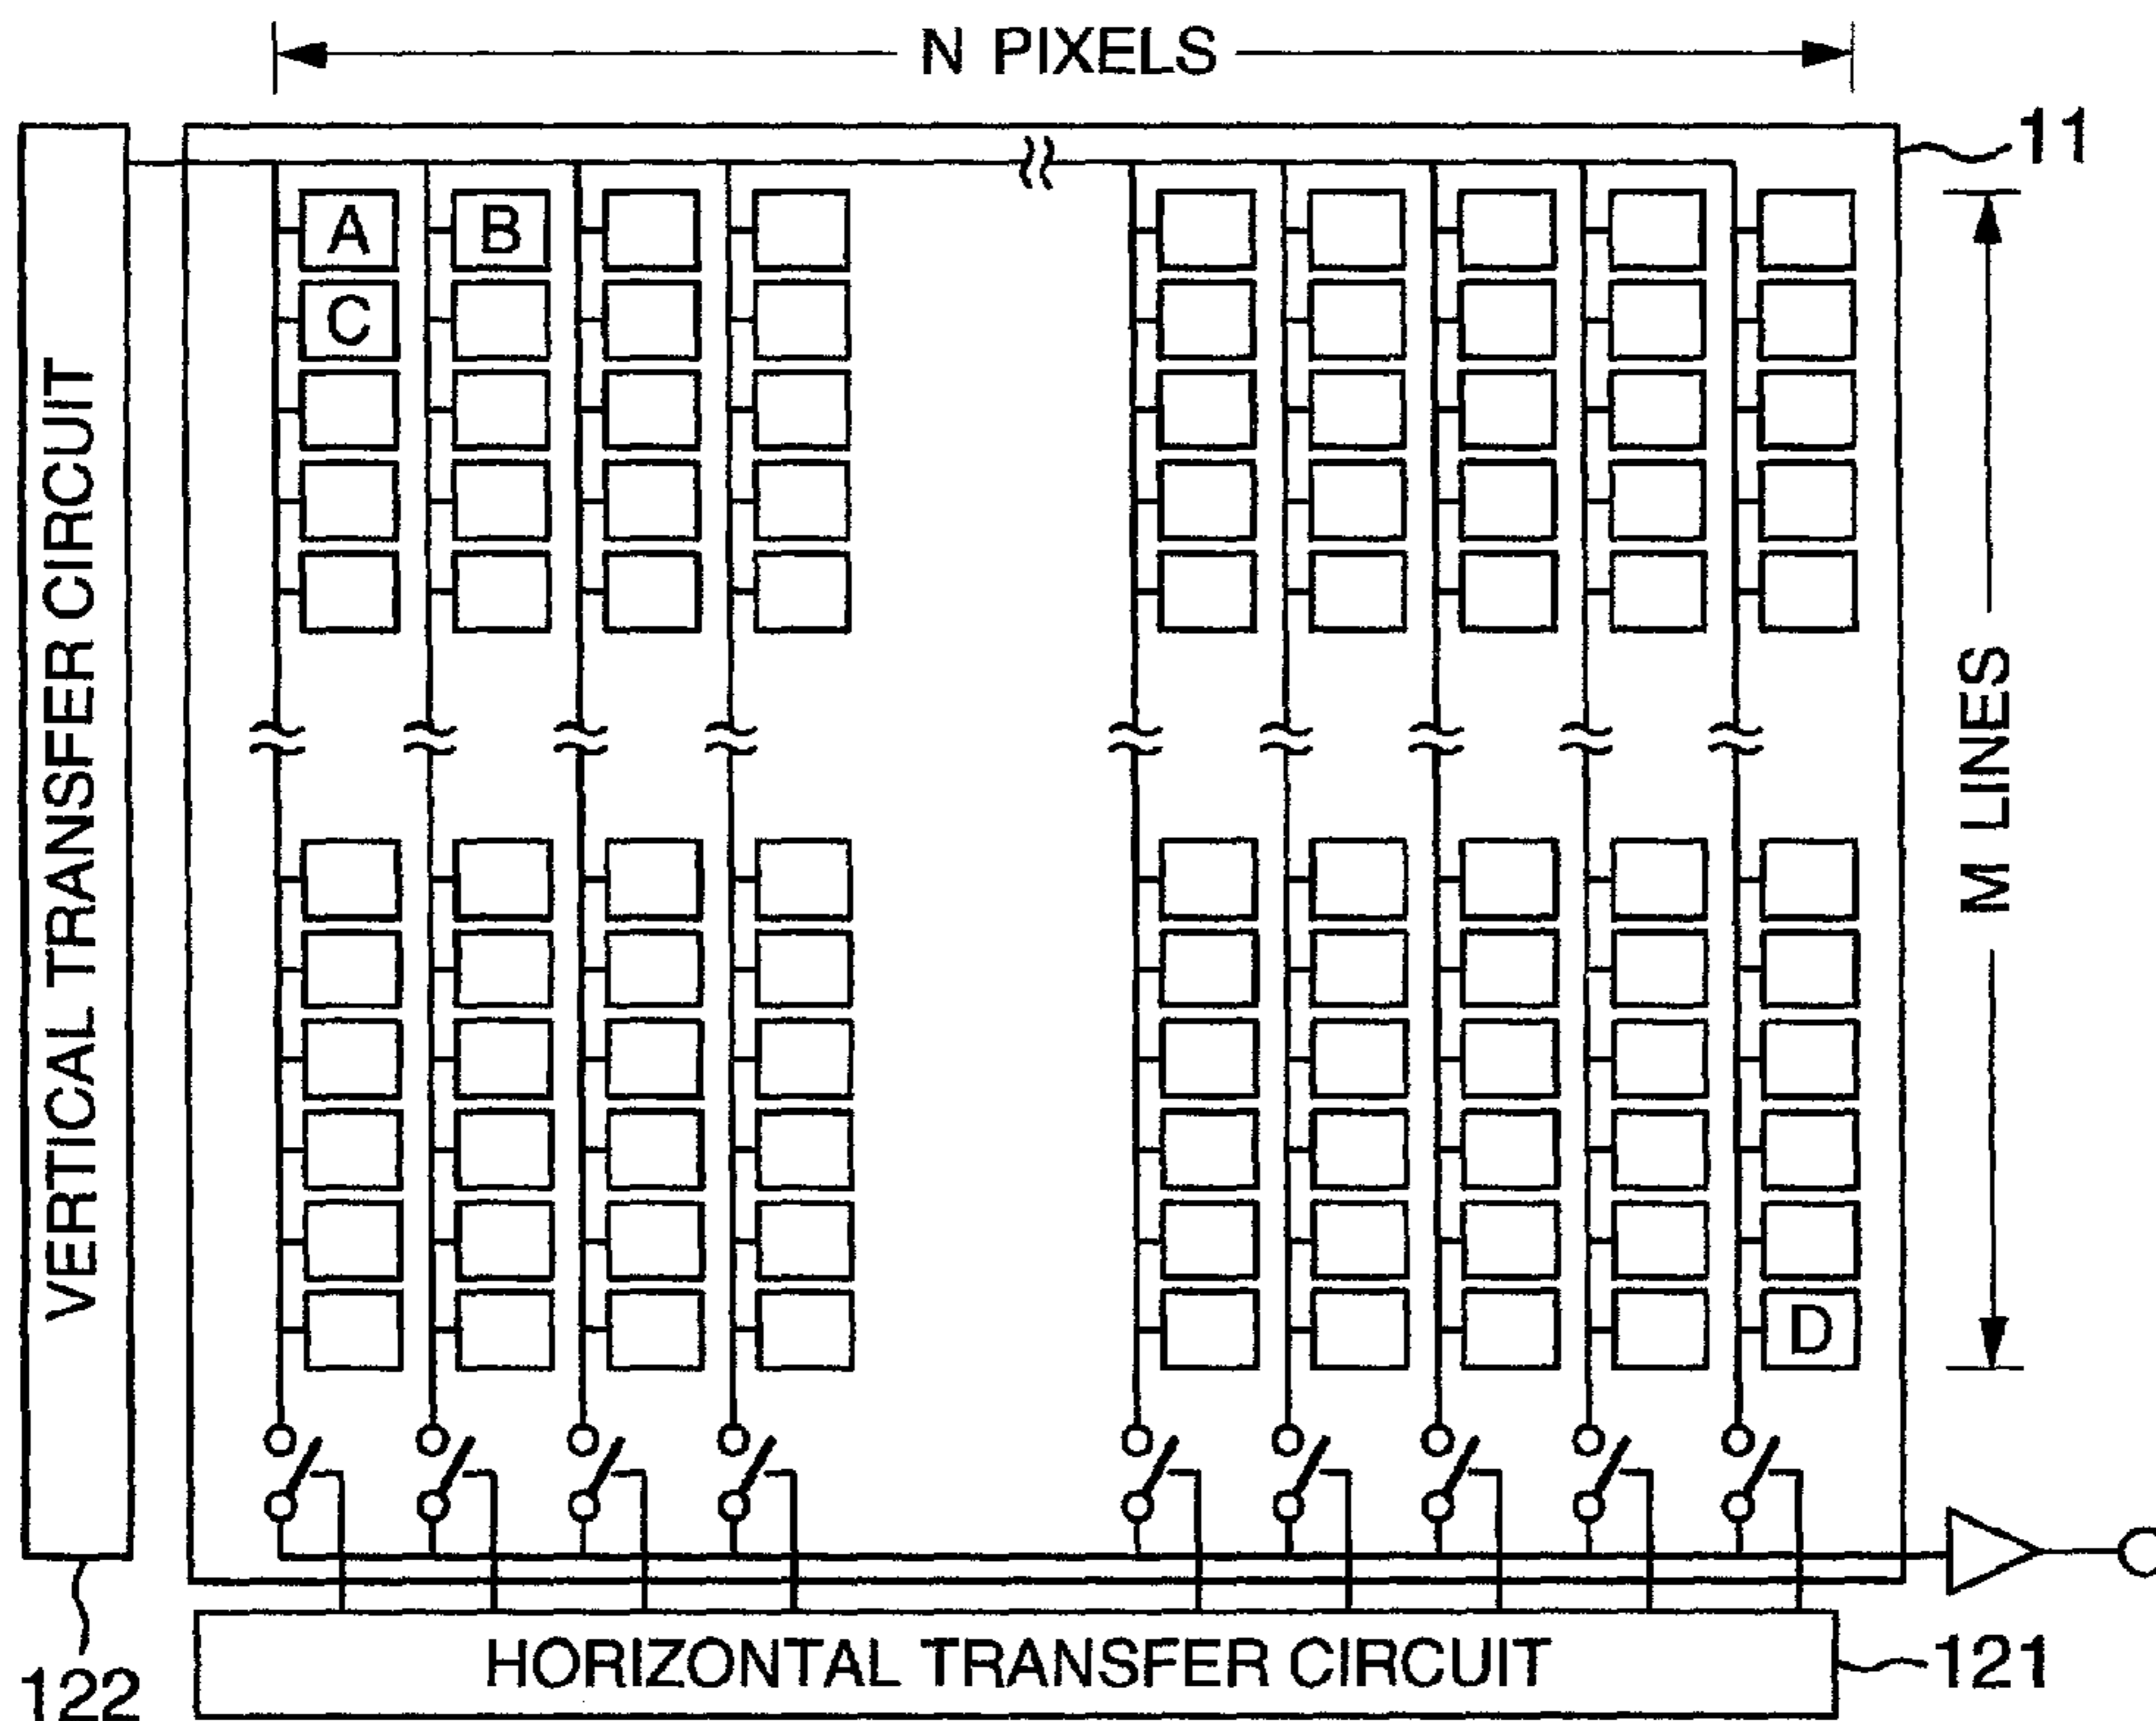 N PIXELS
11
A B
C
VERTICAL TRANSFER CIRCUIT
M LINES
D
HORIZONTAL TRANSFER CIRCUIT
121
122